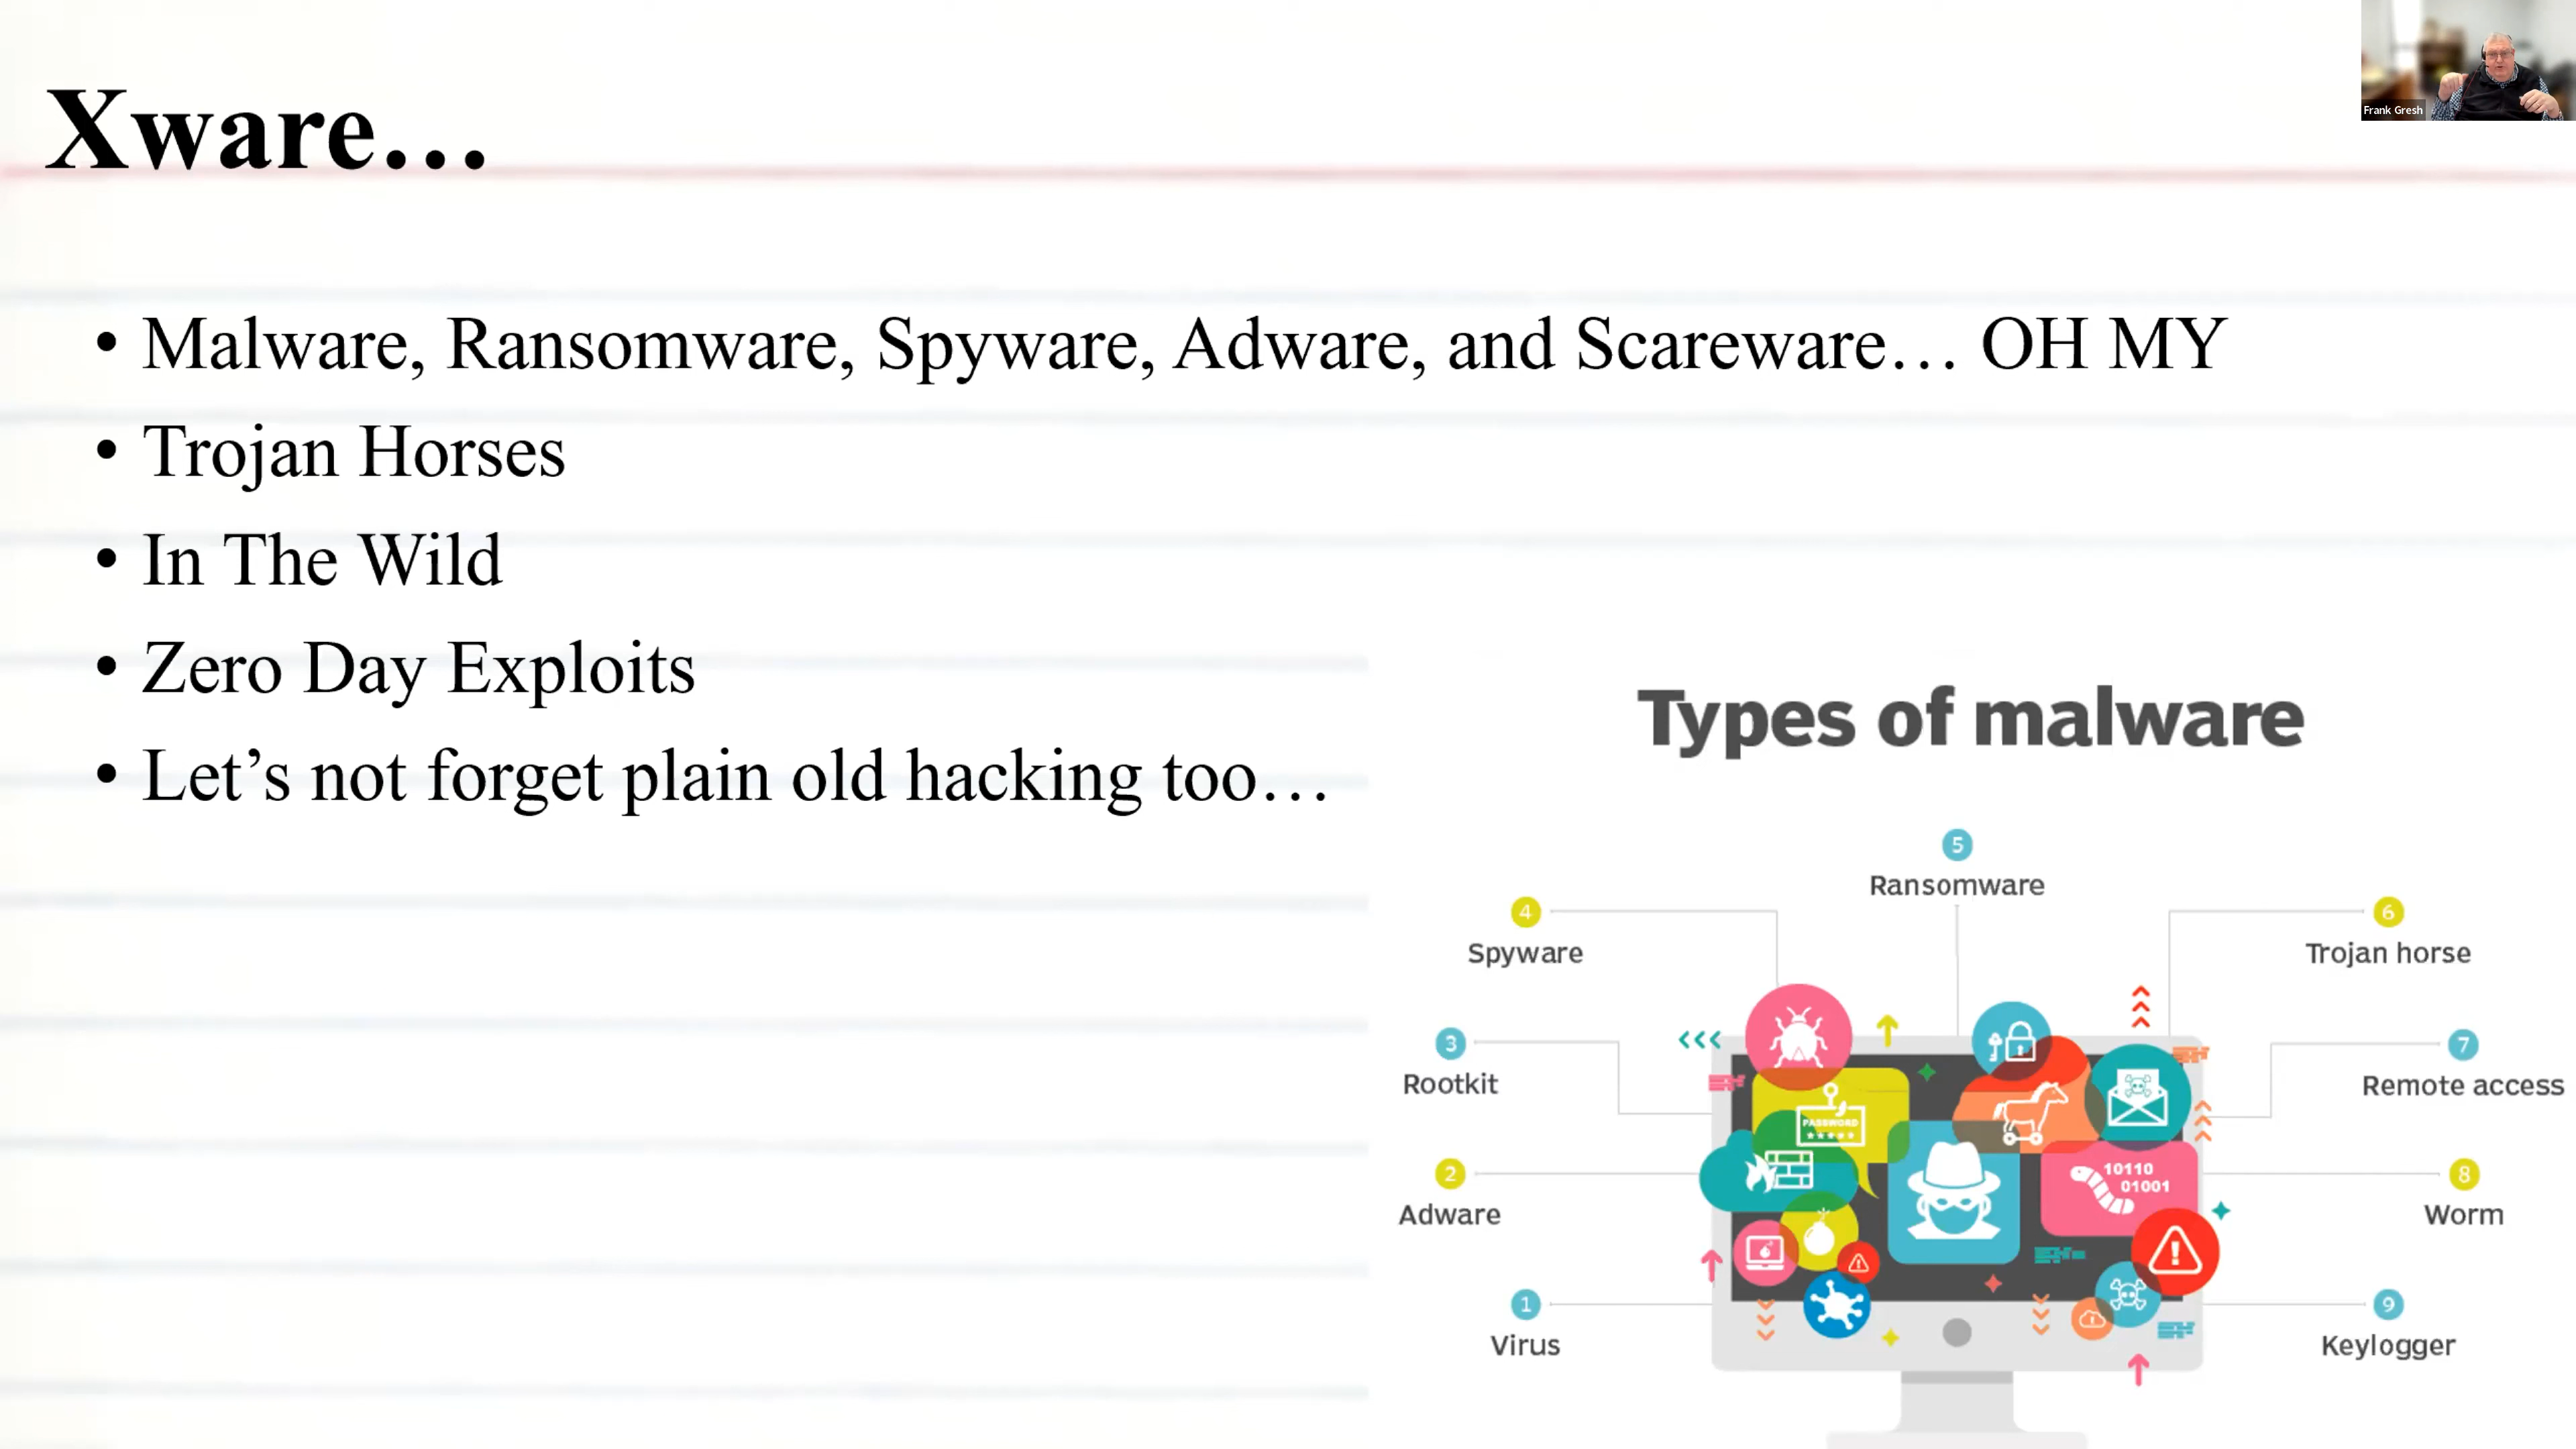 Frank Gresh
Xware…
• Malware, Ransomware, Spyware, Adware, and Scareware… OH MY
• Trojan Horses
• In The Wild
• Zero Day Exploits
• Let’s not forget plain old hacking too…
Types of malware
5
Ransomware
4
Spyware
6
Trojan horse
3
Rootkit
7
Remote access
2
Adware
8
Worm
1
Virus
9
Keylogger
PASSWORD
*****
10110
01001